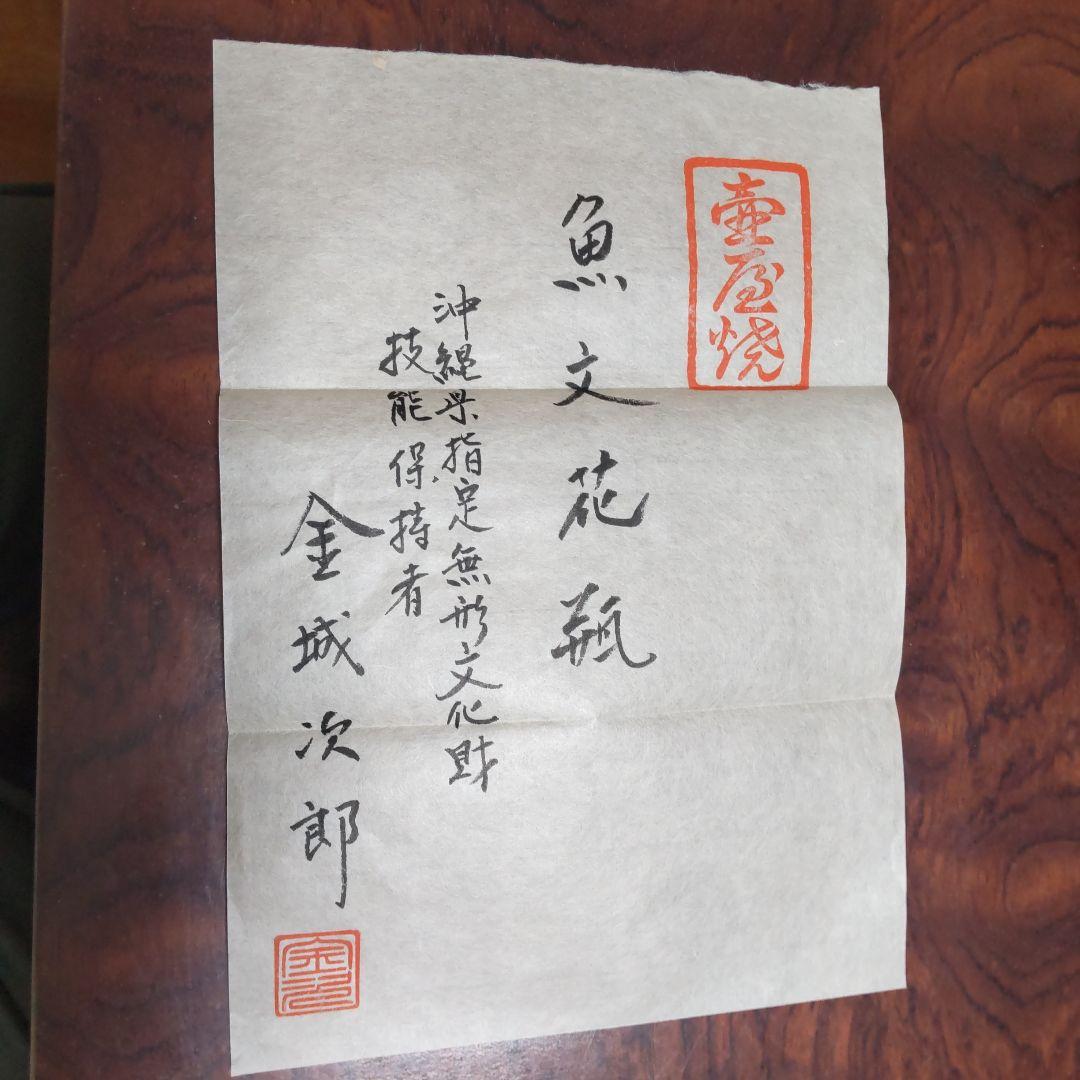 壺屋焼
魚文花瓶
沖縄県指定無形文化財
技能保持者
金城次郎